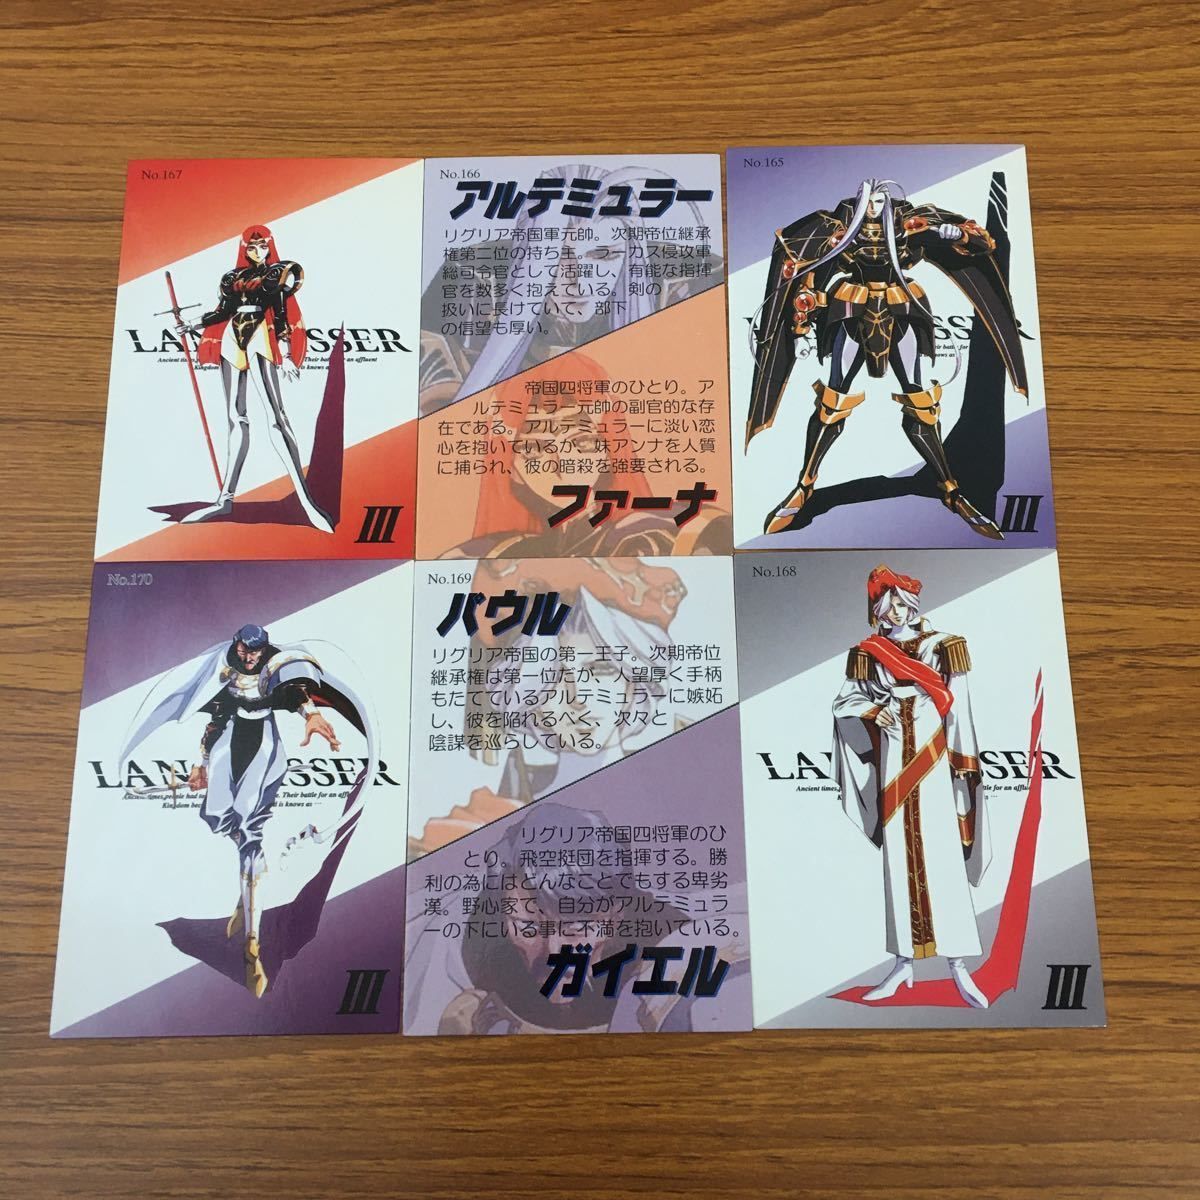 No.167
LANGRISSER
III
No.166
アルテミュラー
リグリア帝国軍元帥。次期帝位継承
権第二位の持ち主。ラーカス侵攻軍
総司令官として活躍し、有能な指揮
官を数多く抱えている。剣の
扱いに長けていて、部下
の信望も厚い。
帝国四将軍のひとり。ア
ルテミュラー元帥の副官的な存
在である。アルテミュラーに淡い恋
心を抱いているが、妹アンナを人質
に捕られ、彼の暗殺を強要される。
ファーナ
No.165
III
No.170
III
No.169
パウル
リグリア帝国の第一王子。次期帝位
継承権は第一位だが、人望厚く手柄
もたてているアルテミュラーに嫉妬
し、彼を陥れるべく、次々と
陰謀を巡らしている。
リグリア帝国四将軍のひ
とり。飛空挺団を指揮する。勝
利の為にはどんなことでもする卑劣
漢。野心家で、自分がアルテミュラ
ーの下にいる事に不満を抱いている。
ガイエル
No.168
III